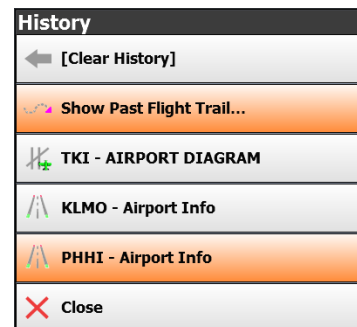 History
[Clear History]
Show Past Flight Trail...
TKI - AIRPORT DIAGRAM
KLMO - Airport Info
PHHI - Airport Info
Close